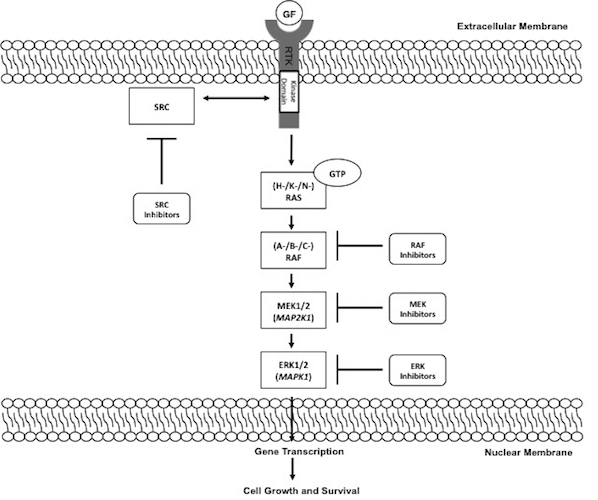 GF
Extracellular Membrane
RTK
Kinase
Domain
SRC
GTP
(H-/K-/N-)
RAS
SRC
Inhibitors
(A-/B-/C-)
RAF
RAF
Inhibitors
MEK1/2
(MAP2K1)
MEK
Inhibitors
ERK1/2
(MAPK1)
ERK
Inhibitors
Gene Transcription
Nuclear Membrane
Cell Growth and Survival